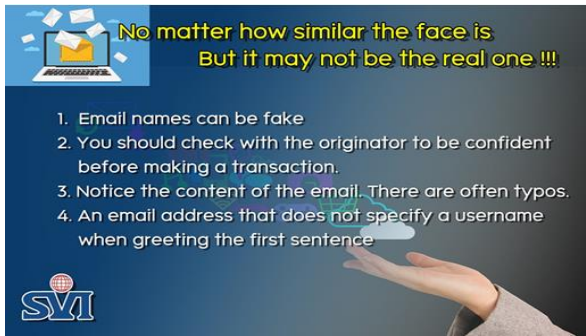 No matter how similar the face is
But it may not be the real one !!!
1. Email names can be fake
2. You should check with the originator to be confident
before making a transaction.
3. Notice the content of the email. There are often typos.
4. An email address that does not specify a username
when greeting the first sentence
SVI